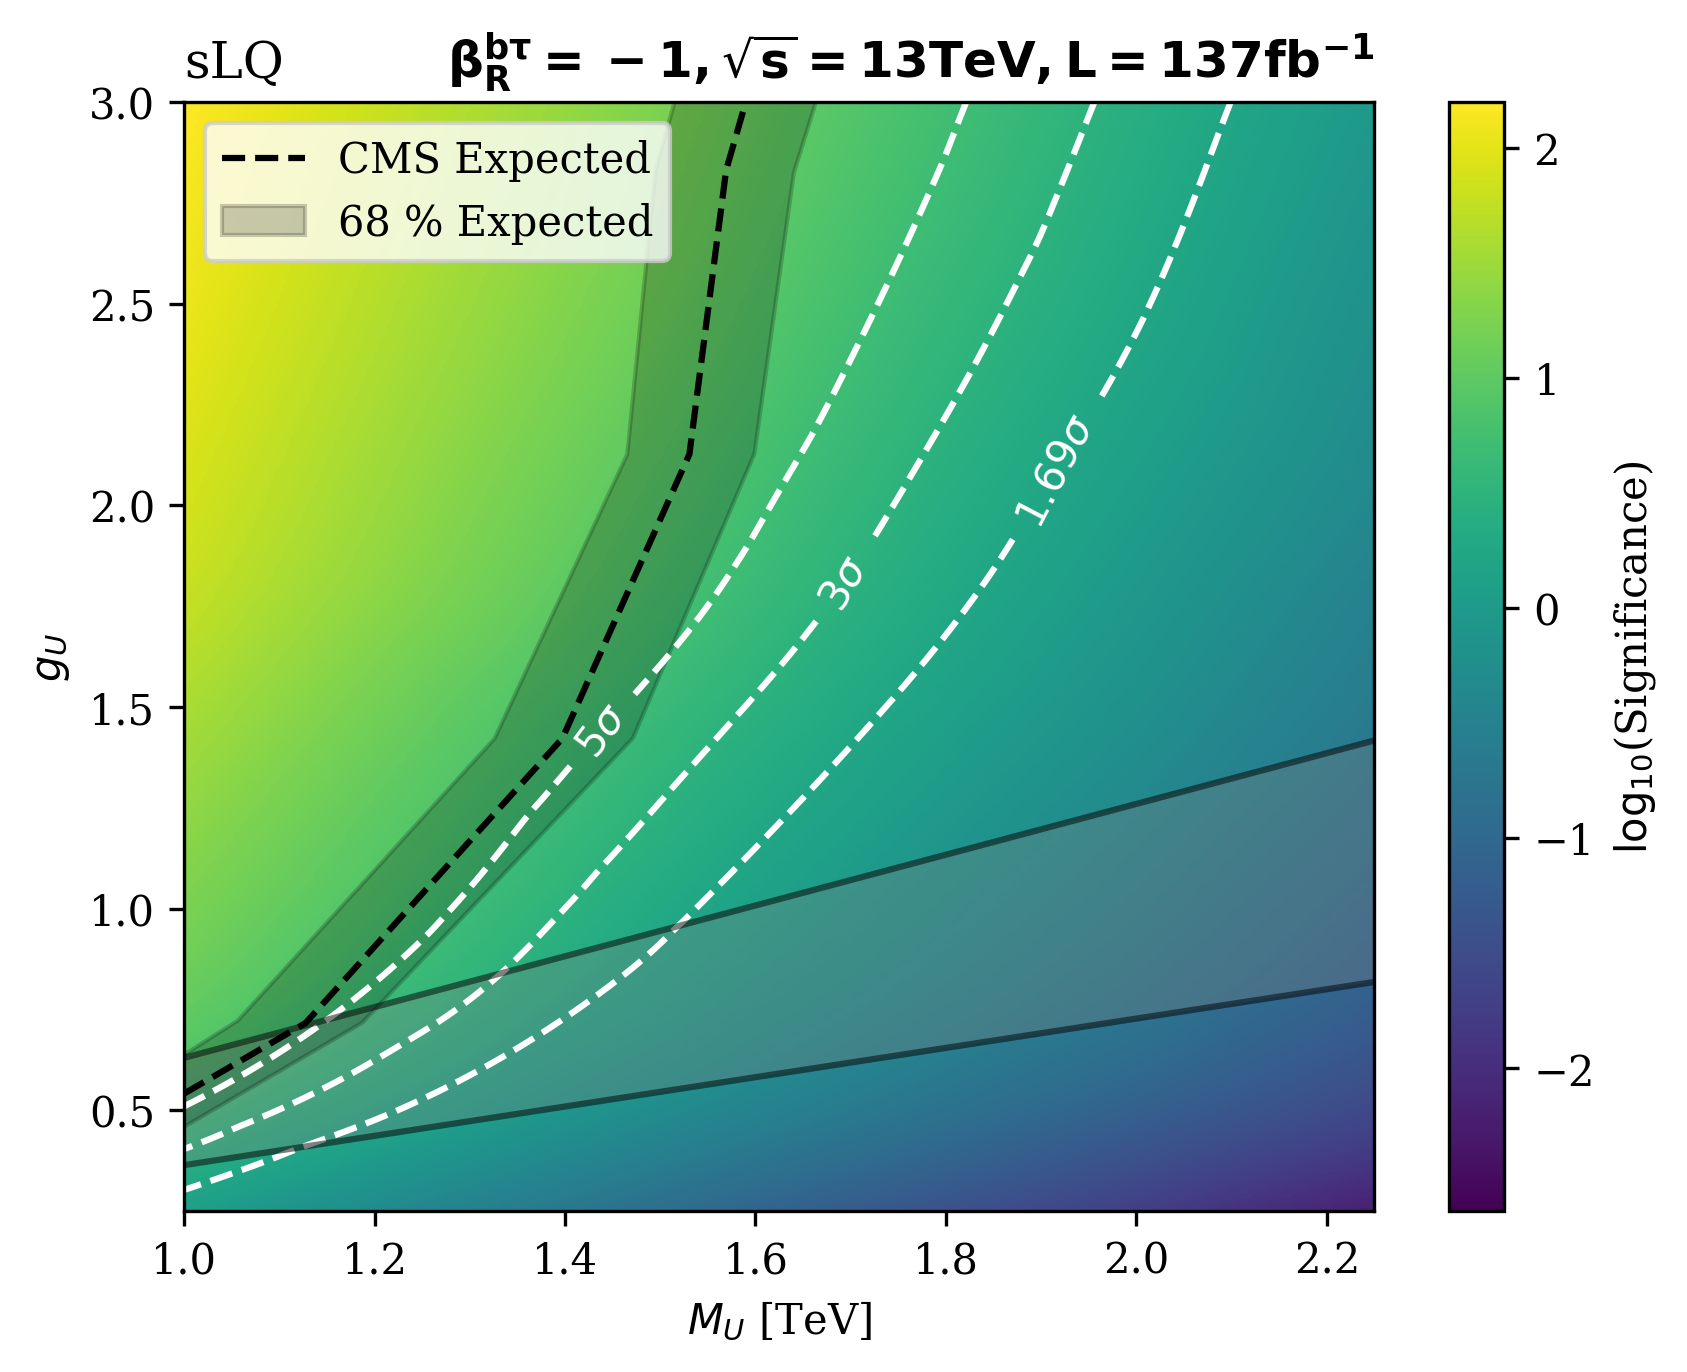 sLQ
β_R^{bτ} = −1, √s = 13TeV, L = 137fb⁻¹
CMS Expected
68 % Expected
3.0
2.5
2.0
1.5
1.0
0.5
g_U
5σ
3σ
1.69σ
1.0 1.2 1.4 1.6 1.8 2.0 2.2
M_U [TeV]
2
1
0
−1
−2
log₁₀(Significance)